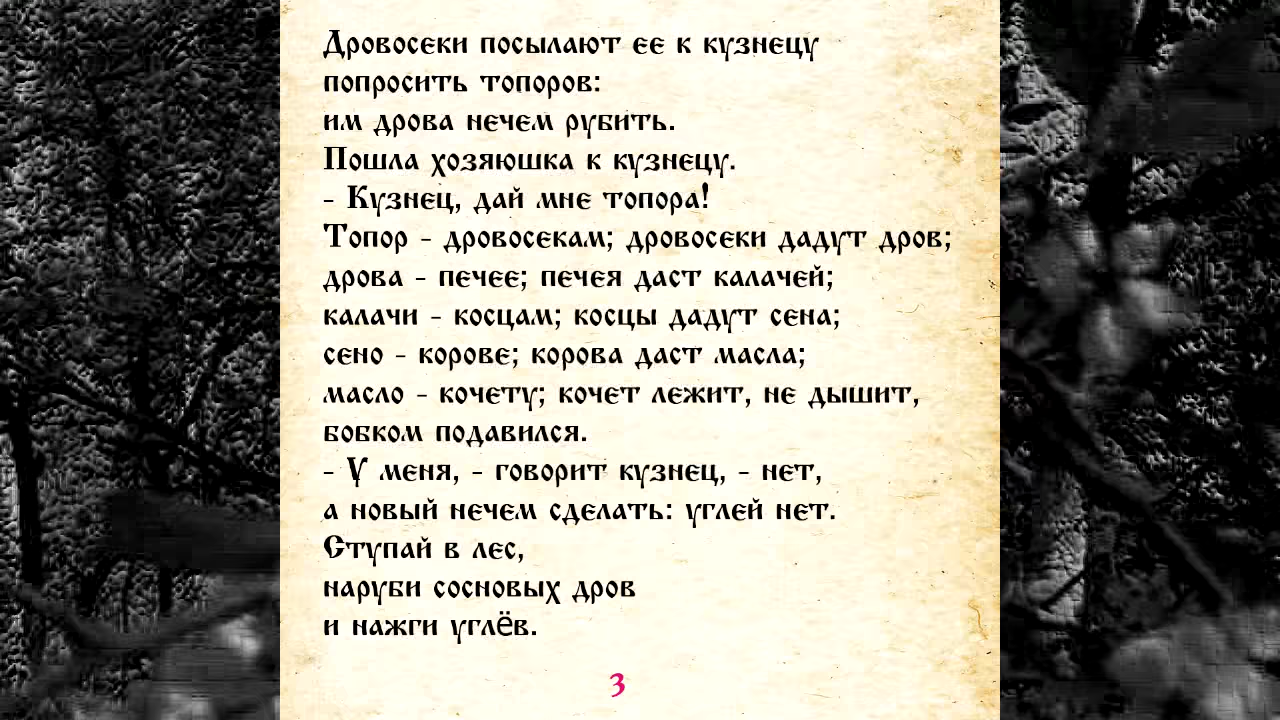 Дровосеки посылают ее к кузнецу
попросить топоров:
им дрова нечем рубить.
Пошла хозяюшка к кузнецу.
- Кузнец, дай мне топора!
Топор - дровосекам; дровосеки дадут дров;
дрова - печее; печея даст калачей;
калачи - косцам; косцы дадут сена;
сено - корове; корова даст масла;
масло - кочету; кочет лежит, не дышит,
бобком подавился.
- У меня, - говорит кузнец, - нет,
а новый нечем сделать: углей нет.
Ступай в лес,
наруби сосновых дров
и нажги углёв.
3